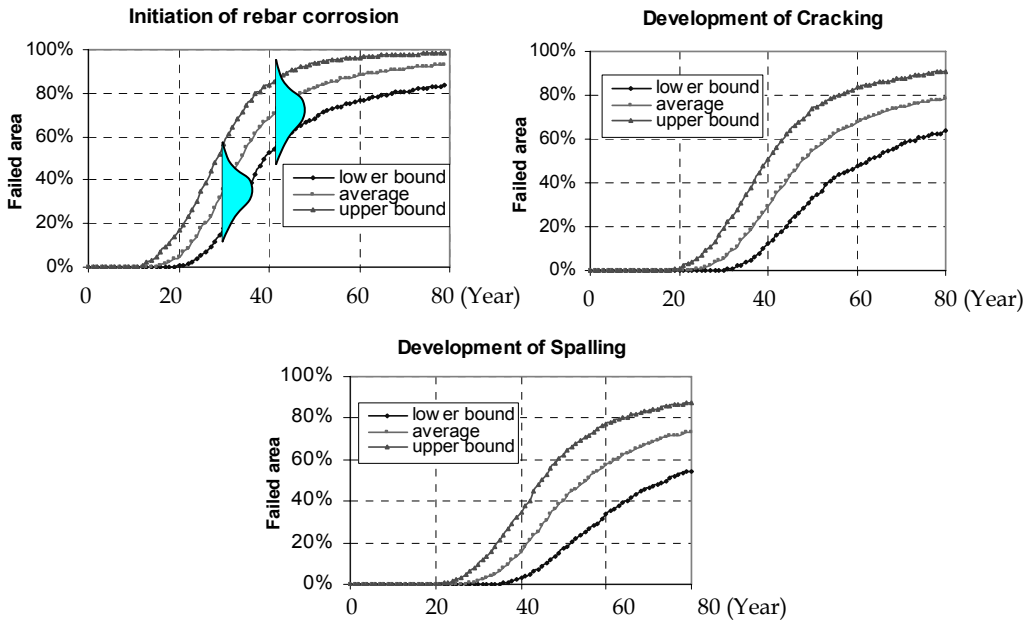 Initiation of rebar corrosion
Failed area
100%
80%
60%
40%
20%
0%
lower bound
average
upper bound
0 20 40 60 80 (Year)
Development of Cracking
Failed area
100%
80%
60%
40%
20%
0%
lower bound
average
upper bound
0 20 40 60 80 (Year)
Development of Spalling
Failed area
100%
80%
60%
40%
20%
0%
lower bound
average
upper bound
0 20 40 60 80 (Year)